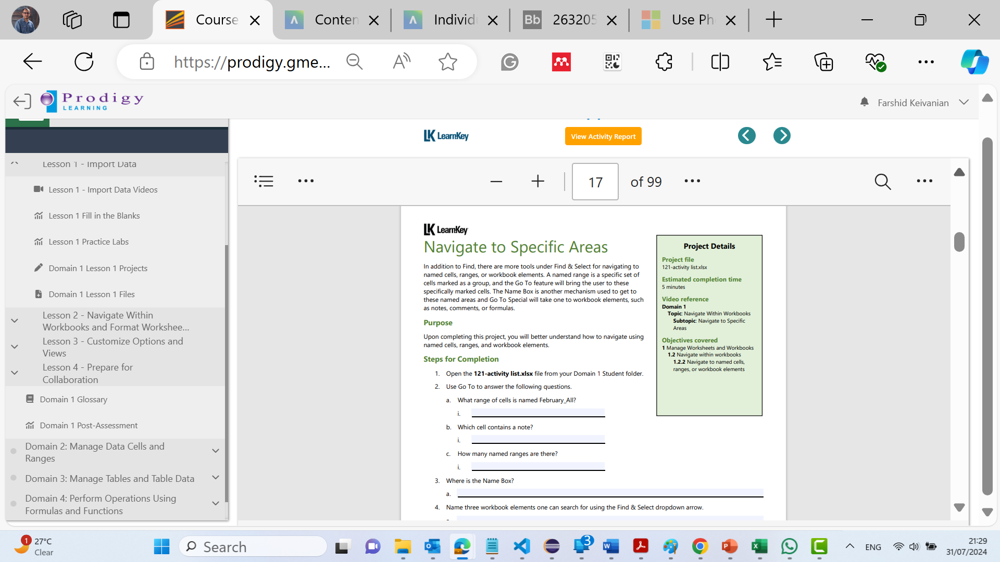 Course
Conten
Individ
Bb
263205
Use Ph
https://prodigy.gme...
Prodigy
LEARNING
Farshid Keivanian
LK LearnKey
View Activity Report
Lesson 1 - Import Data
Lesson 1 - Import Data Videos
Lesson 1 Fill in the Blanks
Lesson 1 Practice Labs
Domain 1 Lesson 1 Projects
Domain 1 Lesson 1 Files
Lesson 2 - Navigate Within
Workbooks and Format Workshee...
Lesson 3 - Customize Options and
Views
Lesson 4 - Prepare for
Collaboration
Domain 1 Glossary
Domain 1 Post-Assessment
Domain 2: Manage Data Cells and
Ranges
Domain 3: Manage Tables and Table Data
Domain 4: Perform Operations Using
Formulas and Functions
17 of 99
LK LearnKey
Navigate to Specific Areas
In addition to Find, there are more tools under Find & Select for navigating to
named cells, ranges, or workbook elements. A named range is a specific set of
cells marked as a group, and the Go To feature will bring the user to these
specifically marked cells. The Name Box is another mechanism used to get to
these named areas and Go To Special will take one to workbook elements, such
as notes, comments, or formulas.
Purpose
Upon completing this project, you will better understand how to navigate using
named cells, ranges, and workbook elements.
Steps for Completion
1. Open the 121-activity list.xlsx file from your Domain 1 Student folder.
2. Use Go To to answer the following questions.
a. What range of cells is named February_All?
i.
b. Which cell contains a note?
i.
c. How many named ranges are there?
i.
3. Where is the Name Box?
a.
4. Name three workbook elements one can search for using the Find & Select dropdown arrow.
Project Details
Project file
121-activity list.xlsx
Estimated completion time
5 minutes
Video reference
Domain 1
Topic: Navigate Within Workbooks
Subtopic: Navigate to Specific
Areas
Objectives covered
1 Manage Worksheets and Workbooks
1.2 Navigate within workbooks
1.2.2 Navigate to named cells,
ranges, or workbook elements
1
27°C
Clear
Search
3
ENG
21:29
31/07/2024